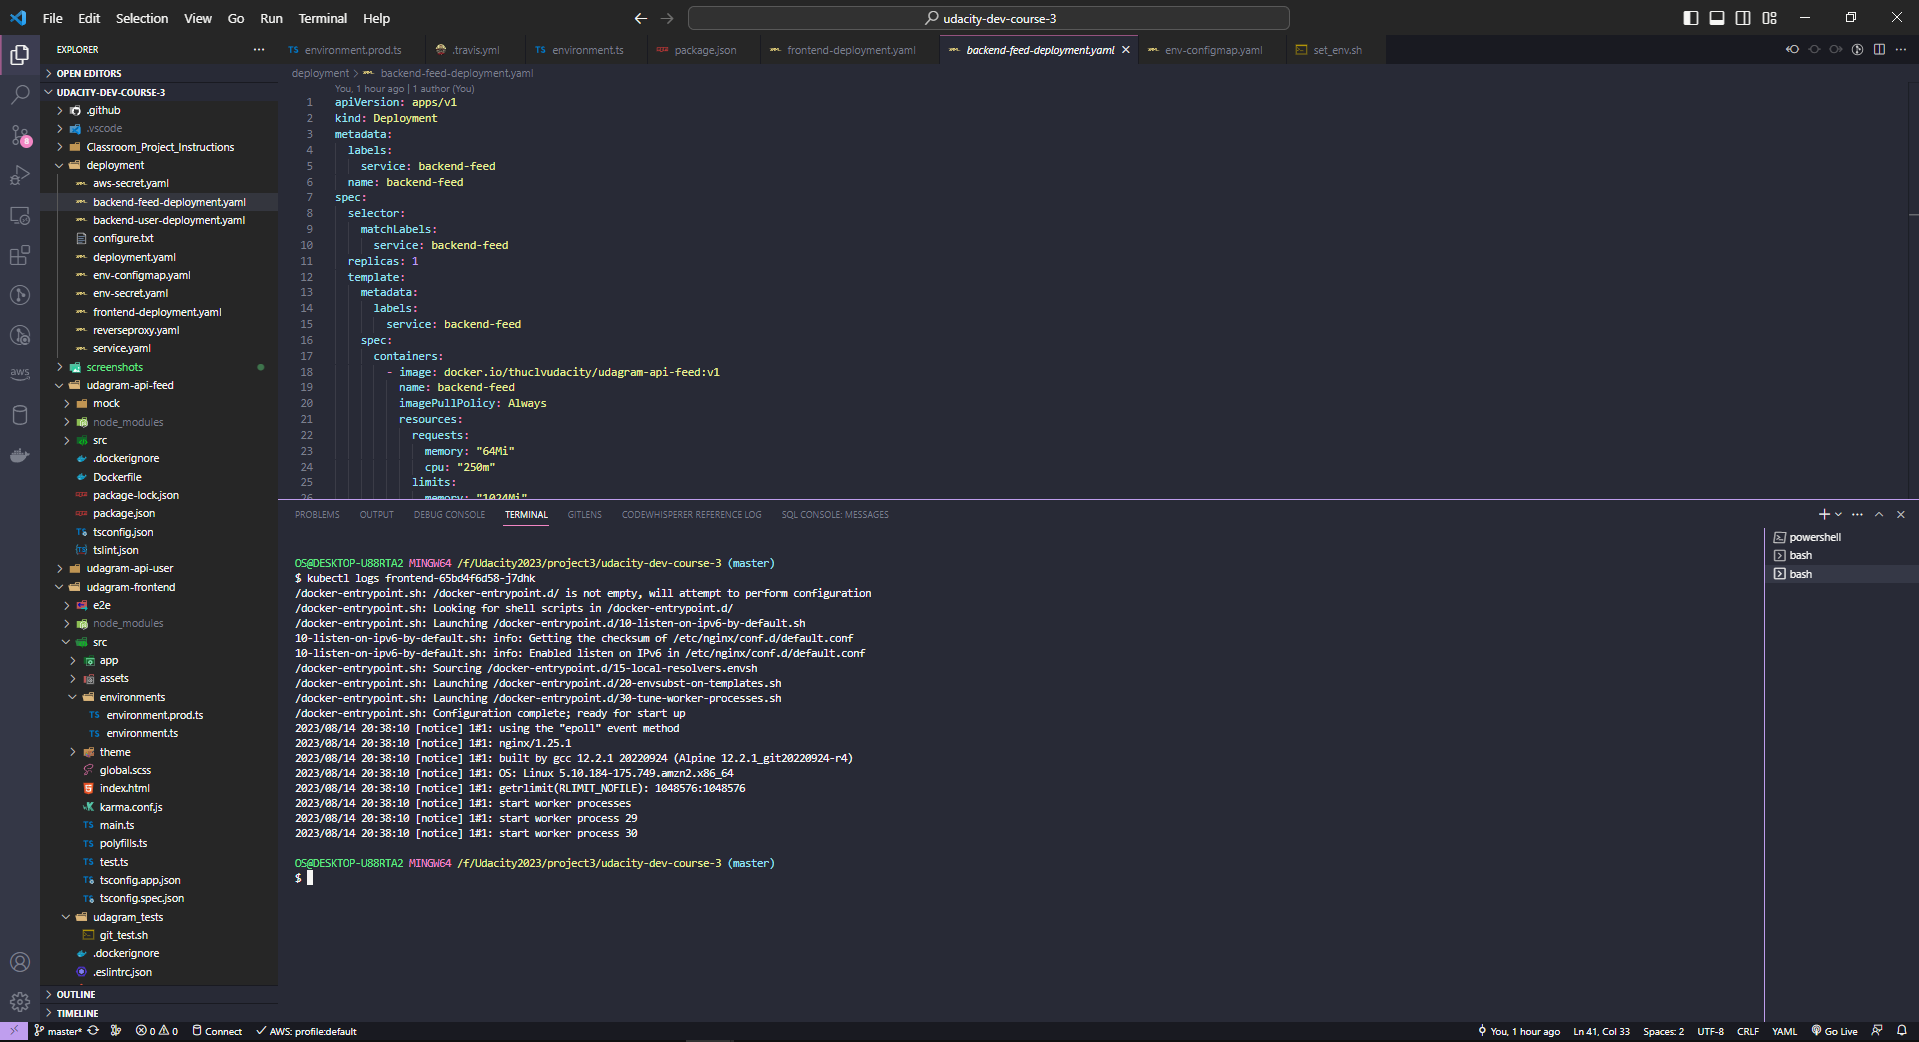 File Edit Selection View Go Run Terminal Help
udacity-dev-course-3
EXPLORER
environment.prod.ts
.travis.yml
environment.ts
package.json
frontend-deployment.yaml
backend-feed-deployment.yaml
env-configmap.yaml
set_env.sh
OPEN EDITORS
UDACITY-DEV-COURSE-3
.github
.vscode
Classroom_Project_Instructions
deployment
aws-secret.yaml
backend-feed-deployment.yaml
backend-user-deployment.yaml
configure.txt
deployment.yaml
env-configmap.yaml
env-secret.yaml
frontend-deployment.yaml
reverseproxy.yaml
service.yaml
screenshots
udagram-api-feed
mock
node_modules
src
.dockerignore
Dockerfile
package-lock.json
package.json
tsconfig.json
tslint.json
udagram-api-user
udagram-frontend
e2e
node_modules
src
app
assets
environments
environment.prod.ts
environment.ts
theme
global.scss
index.html
karma.conf.js
main.ts
polyfills.ts
test.ts
tsconfig.app.json
tsconfig.spec.json
udagram_tests
git_test.sh
.dockerignore
.eslintrc.json
OUTLINE
TIMELINE
8
aws
deployment > backend-feed-deployment.yaml
You, 1 hour ago | 1 author (You)
1 apiVersion: apps/v1
2 kind: Deployment
3 metadata:
4 labels:
5 service: backend-feed
6 name: backend-feed
7 spec:
8 selector:
9 matchLabels:
10 service: backend-feed
11 replicas: 1
12 template:
13 metadata:
14 labels:
15 service: backend-feed
16 spec:
17 containers:
18 - image: docker.io/thuclvudacity/udagram-api-feed:v1
19 name: backend-feed
20 imagePullPolicy: Always
21 resources:
22 requests:
23 memory: "64Mi"
24 cpu: "250m"
25 limits:
26 memory: "1024Mi"
PROBLEMS OUTPUT DEBUG CONSOLE TERMINAL GITLENS CODEWHISPERER REFERENCE LOG SQL CONSOLE: MESSAGES
OS@DESKTOP-U88RTA2 MINGW64 /f/Udacity2023/project3/udacity-dev-course-3 (master)
$ kubectl logs frontend-65bd4f6d58-j7dhk
/docker-entrypoint.sh: /docker-entrypoint.d/ is not empty, will attempt to perform configuration
/docker-entrypoint.sh: Looking for shell scripts in /docker-entrypoint.d/
/docker-entrypoint.sh: Launching /docker-entrypoint.d/10-listen-on-ipv6-by-default.sh
10-listen-on-ipv6-by-default.sh: info: Getting the checksum of /etc/nginx/conf.d/default.conf
10-listen-on-ipv6-by-default.sh: info: Enabled listen on IPv6 in /etc/nginx/conf.d/default.conf
/docker-entrypoint.sh: Sourcing /docker-entrypoint.d/15-local-resolvers.envsh
/docker-entrypoint.sh: Launching /docker-entrypoint.d/20-envsubst-on-templates.sh
/docker-entrypoint.sh: Launching /docker-entrypoint.d/30-tune-worker-processes.sh
/docker-entrypoint.sh: Configuration complete; ready for start up
2023/08/14 20:38:10 [notice] 1#1: using the "epoll" event method
2023/08/14 20:38:10 [notice] 1#1: nginx/1.25.1
2023/08/14 20:38:10 [notice] 1#1: built by gcc 12.2.1 20220924 (Alpine 12.2.1_git20220924-r4)
2023/08/14 20:38:10 [notice] 1#1: OS: Linux 5.10.184-175.749.amzn2.x86_64
2023/08/14 20:38:10 [notice] 1#1: getrlimit(RLIMIT_NOFILE): 1048576:1048576
2023/08/14 20:38:10 [notice] 1#1: start worker processes
2023/08/14 20:38:10 [notice] 1#1: start worker process 29
2023/08/14 20:38:10 [notice] 1#1: start worker process 30
OS@DESKTOP-U88RTA2 MINGW64 /f/Udacity2023/project3/udacity-dev-course-3 (master)
$
powershell
bash
bash
master* 0 0 Connect AWS: profile:default
You, 1 hour ago Ln 41, Col 33 Spaces: 2 UTF-8 CRLF YAML Go Live